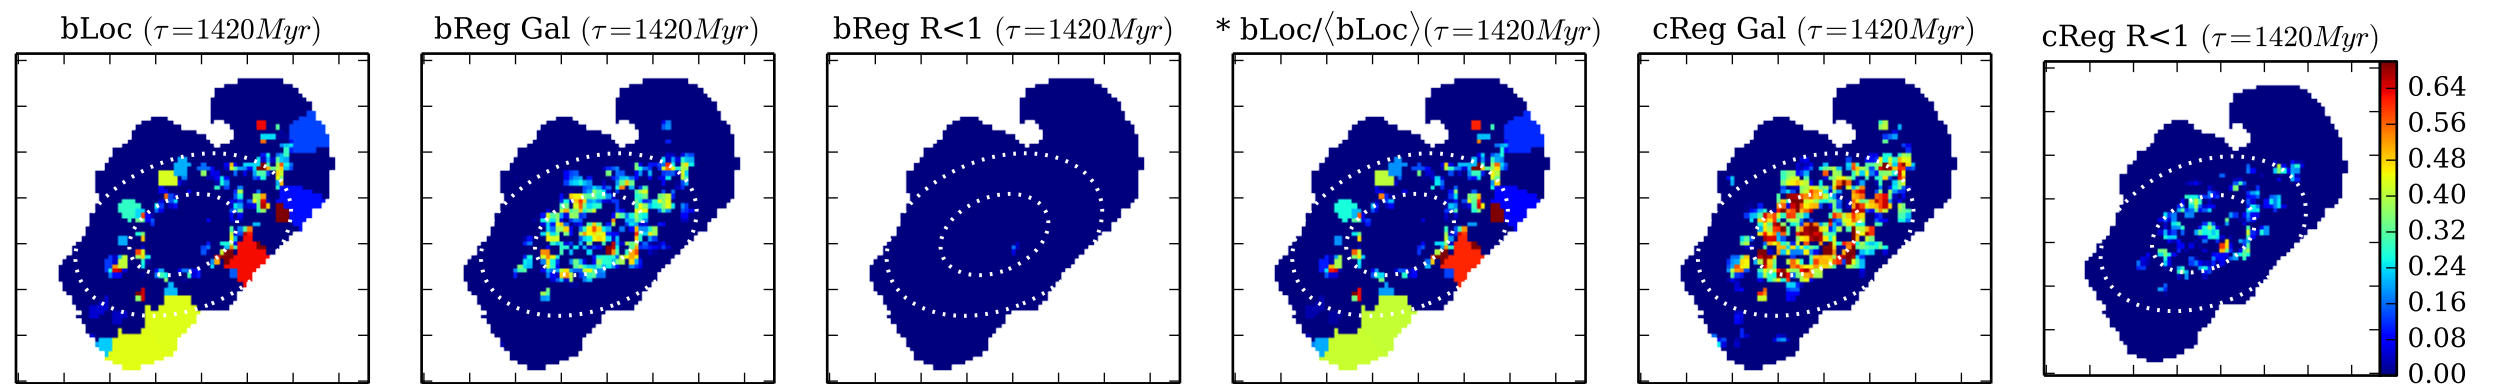 bLoc (τ=1420Myr)
bReg Gal (τ=1420Myr)
bReg R<1 (τ=1420Myr)
* bLoc/⟨bLoc⟩(τ=1420Myr)
cReg Gal (τ=1420Myr)
cReg R<1 (τ=1420Myr)
0.64
0.56
0.48
0.40
0.32
0.24
0.16
0.08
0.00